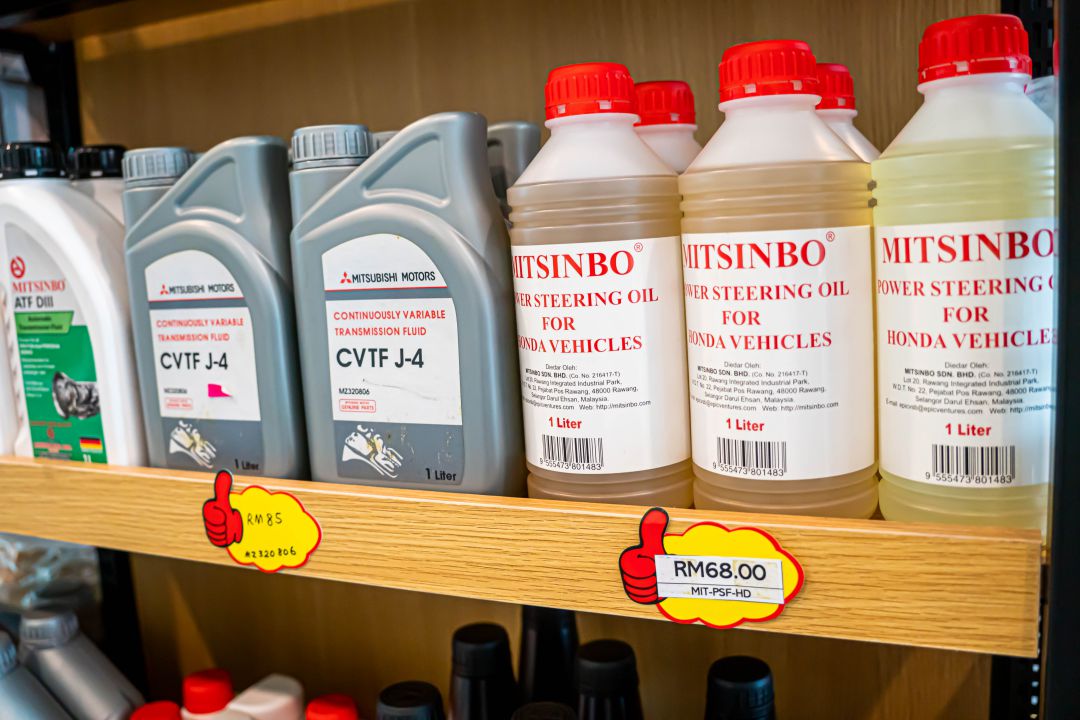 MITSINBO
ATF DIII
MITSUBISHI MOTORS
CONTINUOUSLY VARIABLE
TRANSMISSION FLUID
CVTF J-4
MZ320806
1 Liter
MITSUBISHI MOTORS
CONTINUOUSLY VARIABLE
TRANSMISSION FLUID
CVTF J-4
MZ320806
GENUINE PARTS
1 Liter
MITSINBO®
POWER STEERING OIL
FOR
HONDA VEHICLES
Diedar Oleh:
MITSINBO SDN. BHD. (Co. No. 216417-T)
Lot 20, Rawang Integrated Industrial Park,
W.D.T. No. 22, Pejabat Pos Rawang, 48000 Rawang,
Selangor Darul Ehsan, Malaysia.
Web: http://mitsinbo.com
1 Liter
9 555473 801483
MITSINBO®
POWER STEERING OIL
FOR
HONDA VEHICLES
Diedar Oleh:
MITSINBO SDN. BHD. (Co. No. 216417-T)
Lot 20, Rawang Integrated Industrial Park,
W.D.T. No. 22, Pejabat Pos Rawang, 48000 Rawang,
Selangor Darul Ehsan, Malaysia.
Web: http://mitsinbo.com
1 Liter
9 555473 801483
MITSINBO
POWER STEERING
FOR
HONDA VEHICLES
Diedar Oleh:
MITSINBO SDN. BHD. (Co. No. 216417-T)
Lot 20, Rawang Integrated Industrial Park,
W.D.T. No. 22, Pejabat Pos Rawang, 48000 Rawang,
Selangor Darul Ehsan, Malaysia.
1 Liter
9 555473 801483
RM85
MZ320806
RM68.00
MIT-PSF-HD